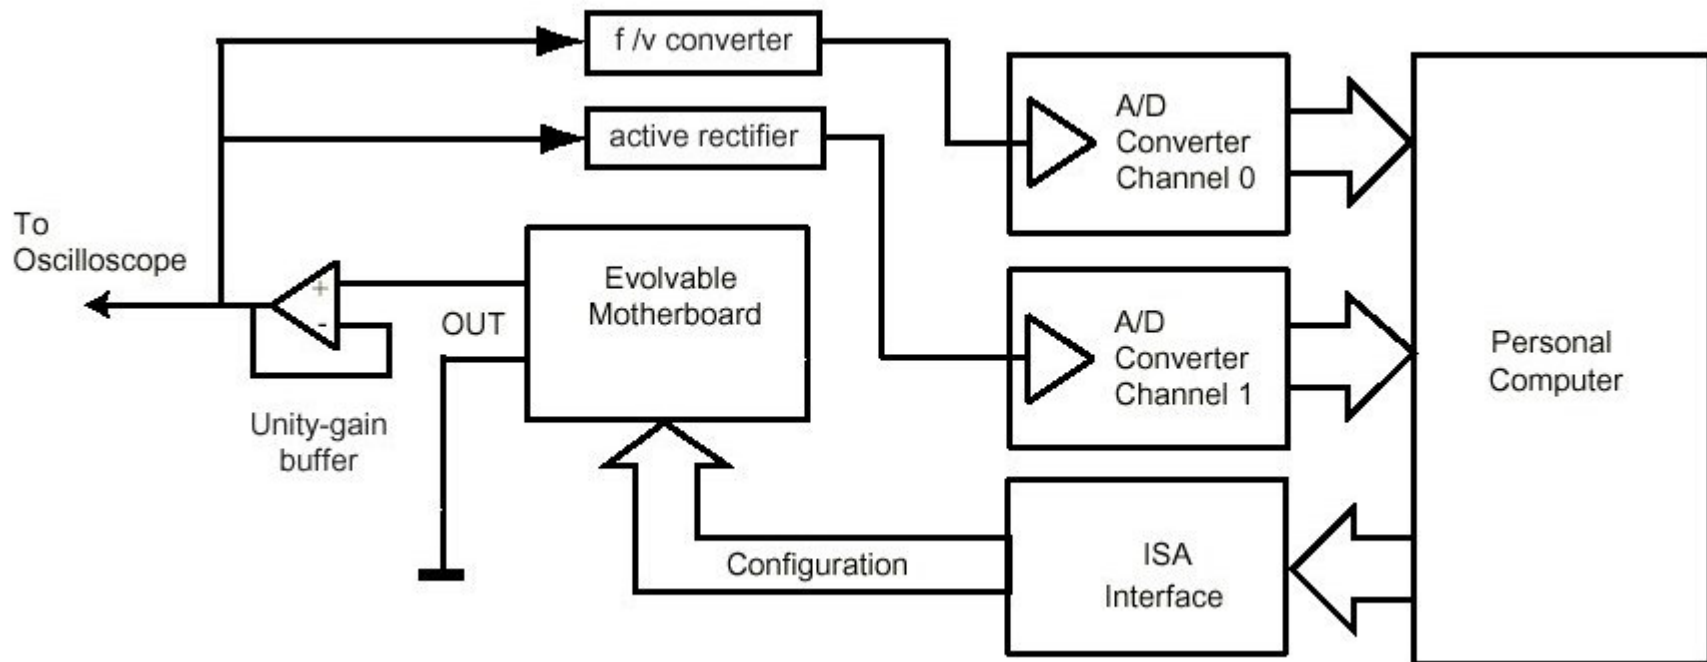 f /v converter
active rectifier
A/D
Converter
Channel 0
To
Oscilloscope
+
-
OUT
Unity-gain
buffer
Evolvable
Motherboard
A/D
Converter
Channel 1
Personal
Computer
Configuration
ISA
Interface